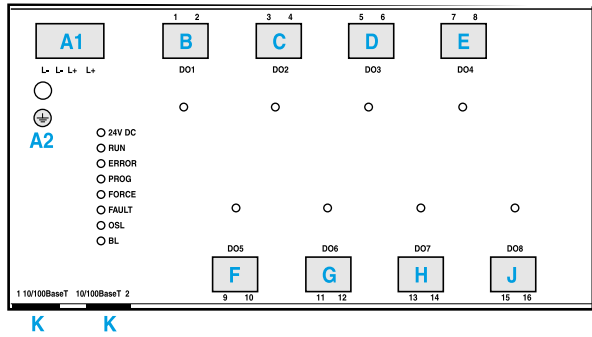 1 2 3 4 5 6 7 8
A1 B C D E
L- L- L+ L+ DO1 DO2 DO3 DO4
A2
24V DC
RUN
ERROR
PROG
FORCE
FAULT
OSL
BL
DO5 DO6 DO7 DO8
F G H J
1 10/100BaseT 10/100BaseT 2 9 10 11 12 13 14 15 16
K K